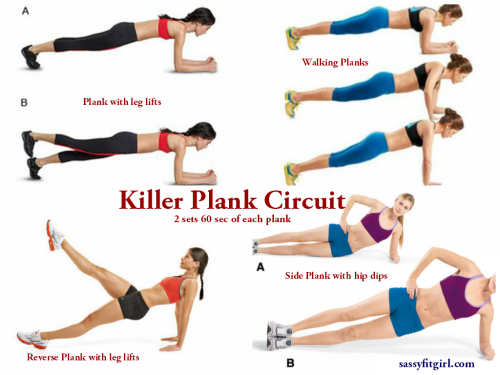 A
Walking Planks
B
Plank with leg lifts
Killer Plank Circuit
2 sets 60 sec of each plank
A
Side Plank with hip dips
Reverse Plank with leg lifts
B
sassyfitgirl.com